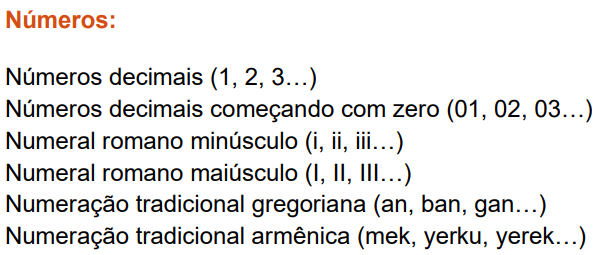 Números:
Números decimais (1, 2, 3…)
Números decimais começando com zero (01, 02, 03…)
Numeral romano minúsculo (i, ii, iii…)
Numeral romano maiúsculo (I, II, III…)
Numeração tradicional gregoriana (an, ban, gan…)
Numeração tradicional armênica (mek, yerku, yerek…)